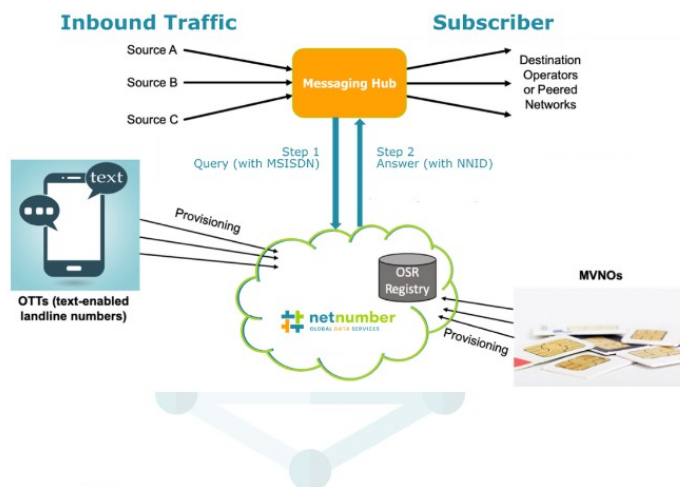 Inbound Traffic
Subscriber
Source A
Source B
Source C
Messaging Hub
Destination
Operators
or Peered
Networks
Step 1
Query (with MSISDN)
Step 2
Answer (with NNID)
text
Provisioning
OTTs (text-enabled
landline numbers)
OSR
Registry
netnumber
GLOBAL DATA SERVICES
MVNOs
Provisioning